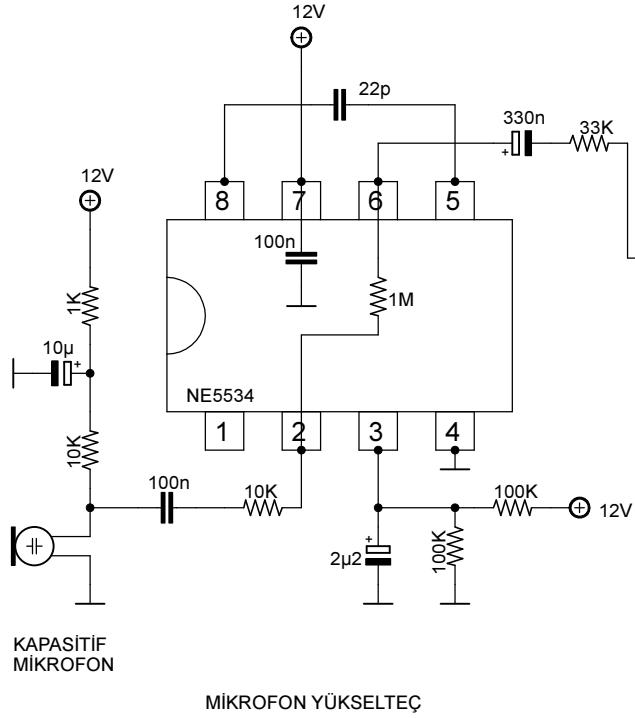 12V
22p
330n
33K
12V
8
7
6
5
100n
1K
1M
10µ
NE5534
1
2
3
4
10K
100n
10K
100K
12V
2µ2
100K
KAPASİTİF
MİKROFON
MİKROFON YÜKSELTEÇ